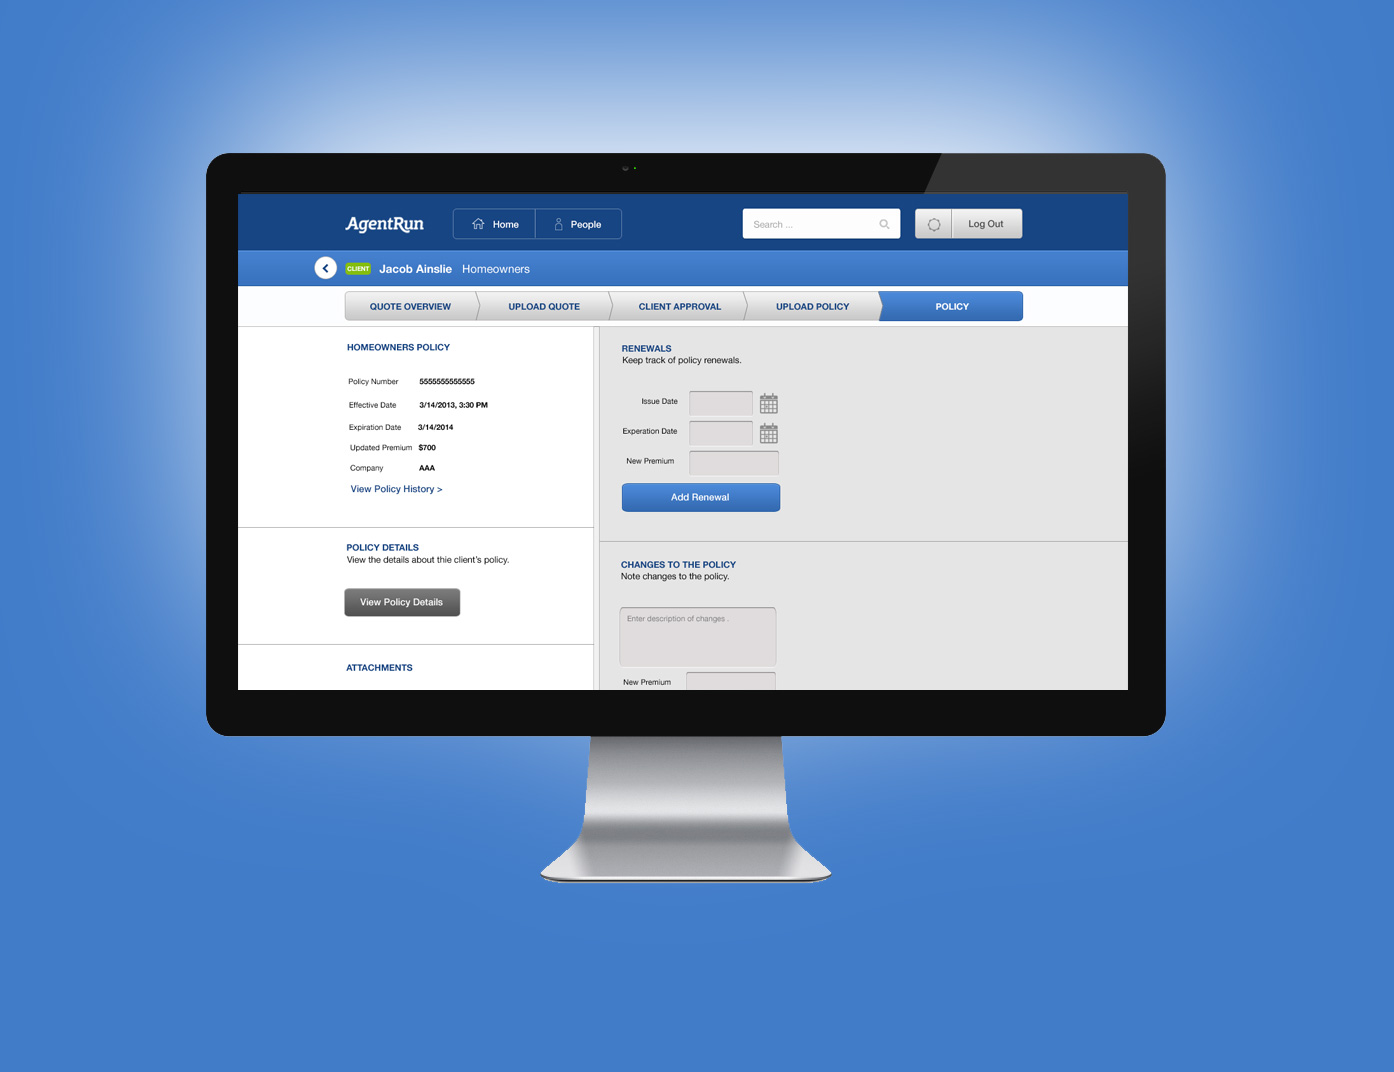 AgentRun
Home
People
Search ...
Log Out
CLIENT Jacob Ainslie Homeowners
QUOTE OVERVIEW
UPLOAD QUOTE
CLIENT APPROVAL
UPLOAD POLICY
POLICY
HOMEOWNERS POLICY
Policy Number 5555555555555
Effective Date 3/14/2013, 3:30 PM
Expiration Date 3/14/2014
Updated Premium $700
Company AAA
View Policy History >
POLICY DETAILS
View the details about thie client's policy.
View Policy Details
ATTACHMENTS
RENEWALS
Keep track of policy renewals.
Issue Date
Experation Date
New Premium
Add Renewal
CHANGES TO THE POLICY
Note changes to the policy.
Enter description of changes .
New Premium